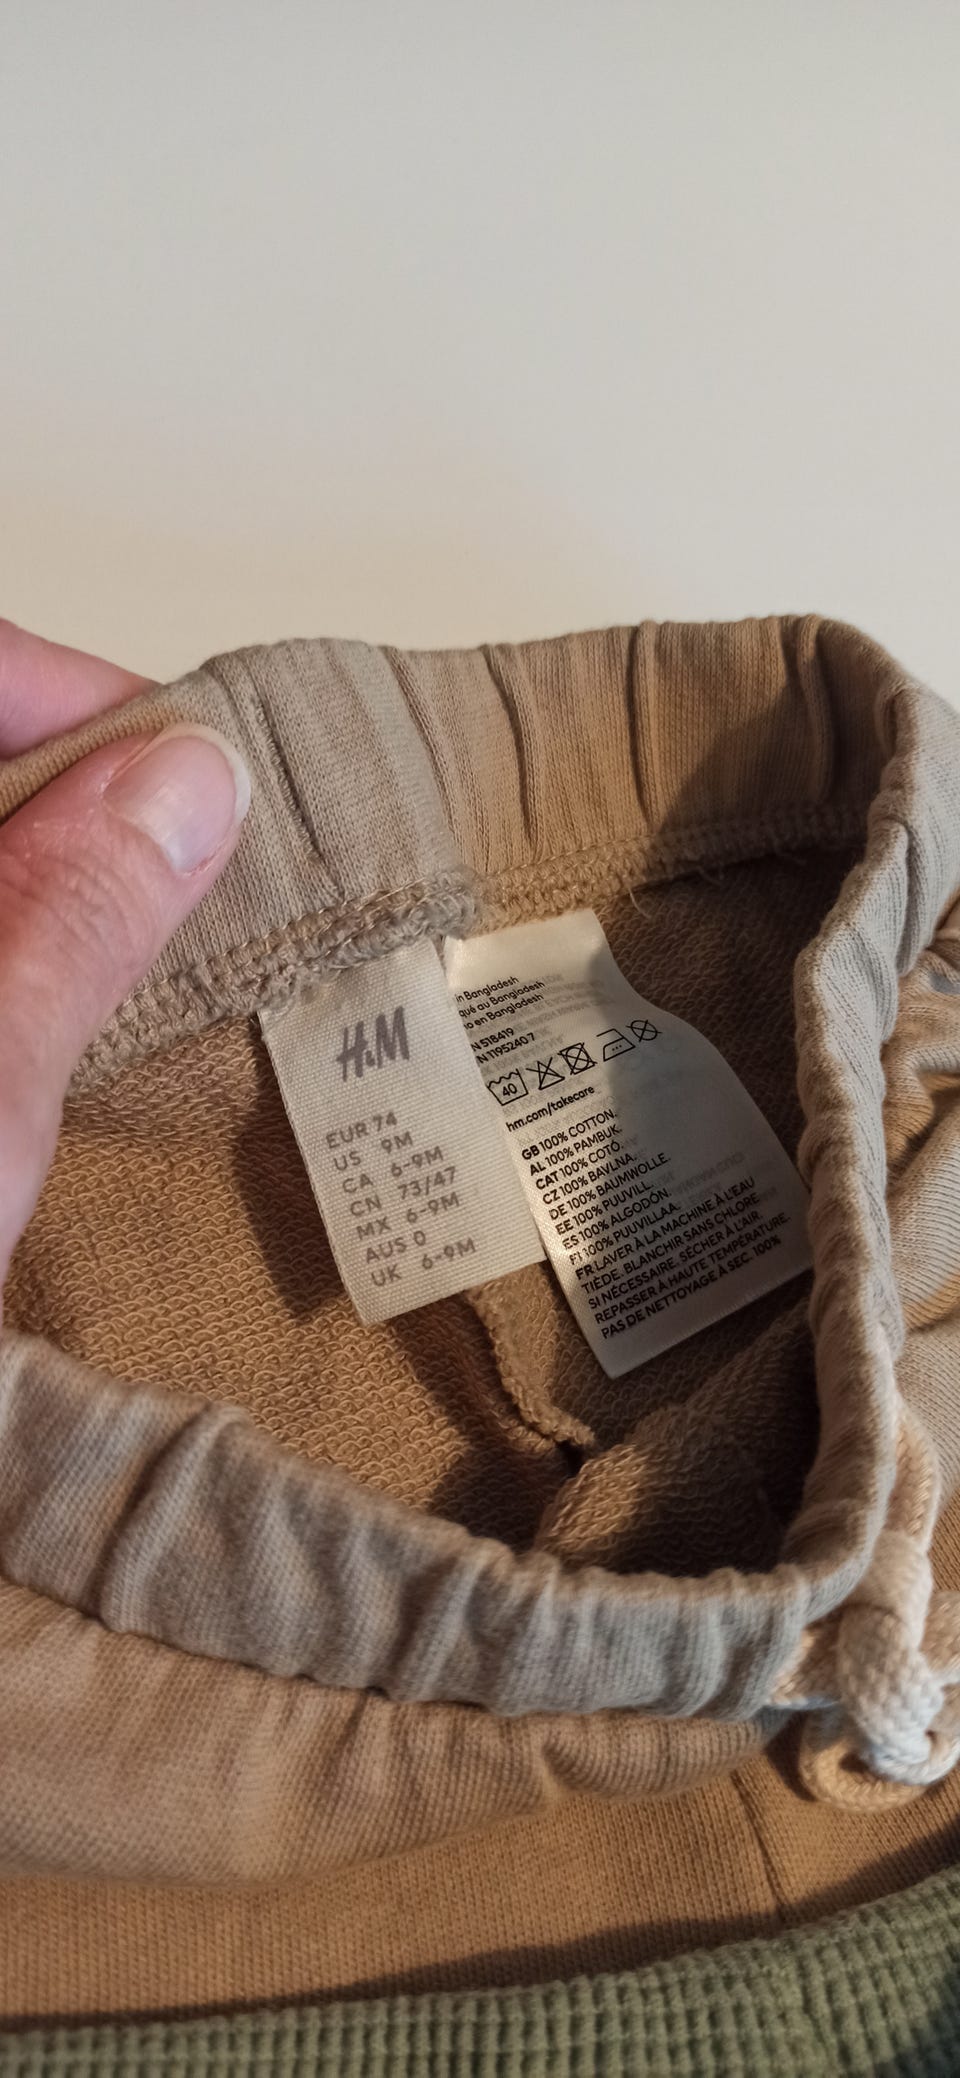 H&M
EUR 74
US 9M
CA 6-9M
CN 73/47
MX 6-9M
AUS 0
UK 6-9M
in Bangladesh
qué au Bangladesh
o en Bangladesh
N 518419
N 11952407
40
hm.com/takecare
GB 100% COTTON.
AL 100% PAMBUK.
CAT 100% COTÓ.
CZ 100% BAVLNA.
DE 100% BAUMWOLLE.
EE 100% PUUVILL.
ES 100% ALGODÓN.
FI 100% PUUVILLAA.
FR LAVER À LA MACHINE À L'EAU
TIÈDE. BLANCHIR SANS CHLORE
SI NÉCESSAIRE. SÉCHER À L'AIR.
REPASSER À HAUTE TEMPÉRATURE.
PAS DE NETTOYAGE À SEC. 100%